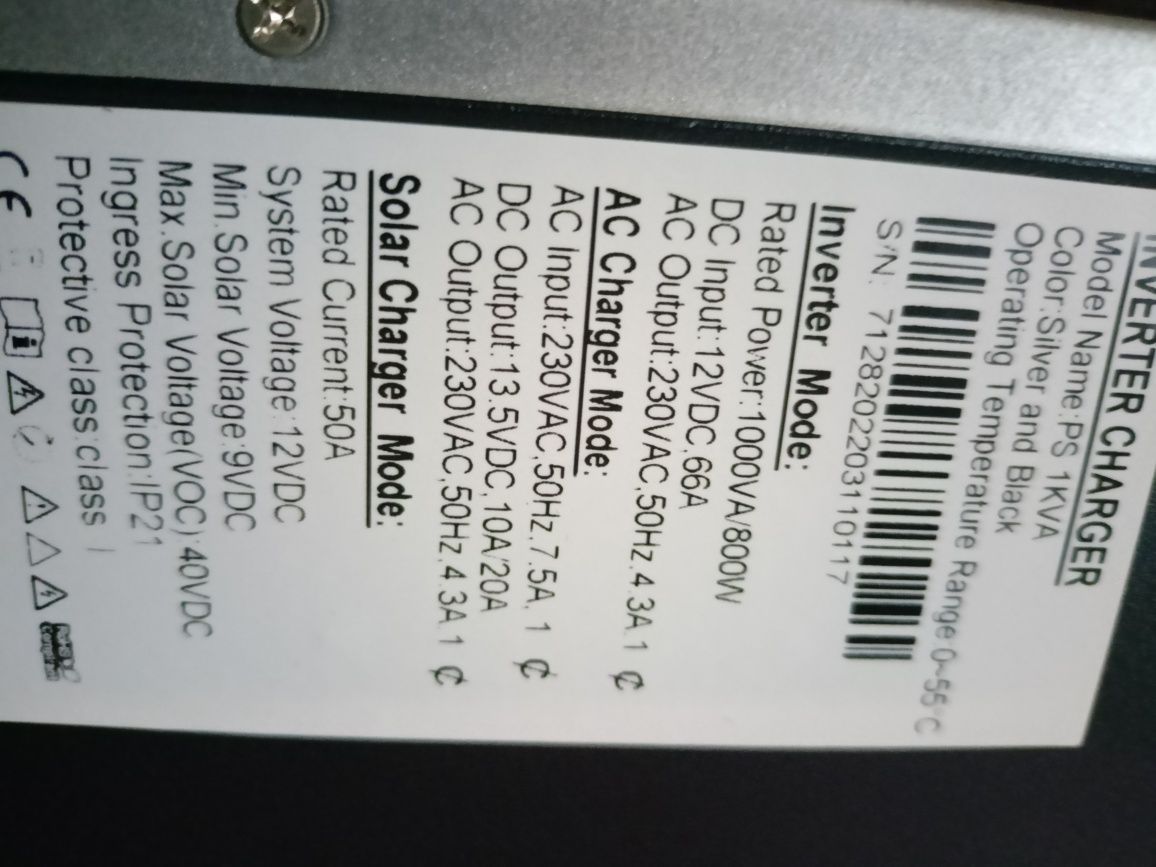 INVERTER CHARGER
Model Name:PS 1KVA
Color:Silver and Black
Operating Temperature Range:0~55°C
S/N: 7128202203110117
Inverter Mode:
Rated Power:1000VA/800W
DC Input:12VDC,66A
AC Output:230VAC,50Hz,4.3A,1 ₵
AC Charger Mode:
AC Input:230VAC,50Hz,7.5A, 1 ₵
DC Output:13.5VDC,10A/20A
AC Output:230VAC,50Hz,4.3A,1 ₵
Solar Charger Mode:
Rated Current:50A
System Voltage:12VDC
Min.Solar Voltage:9VDC
Max.Solar Voltage(VOC):40VDC
Ingress Protection:IP21
Protective class:class I
CE